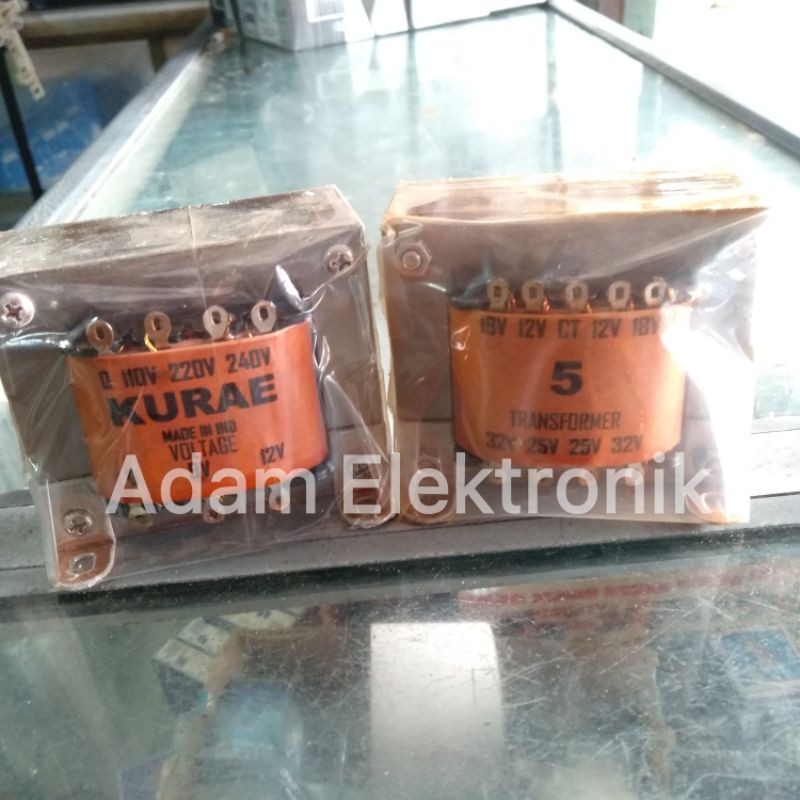 0 110V 220V 240V
KURAE
MADE IN IND
VOLTAGE
12V
18V 12V CT 12V 18V
5
TRANSFORMER
32V 25V 25V 32V
Adam Elektronik